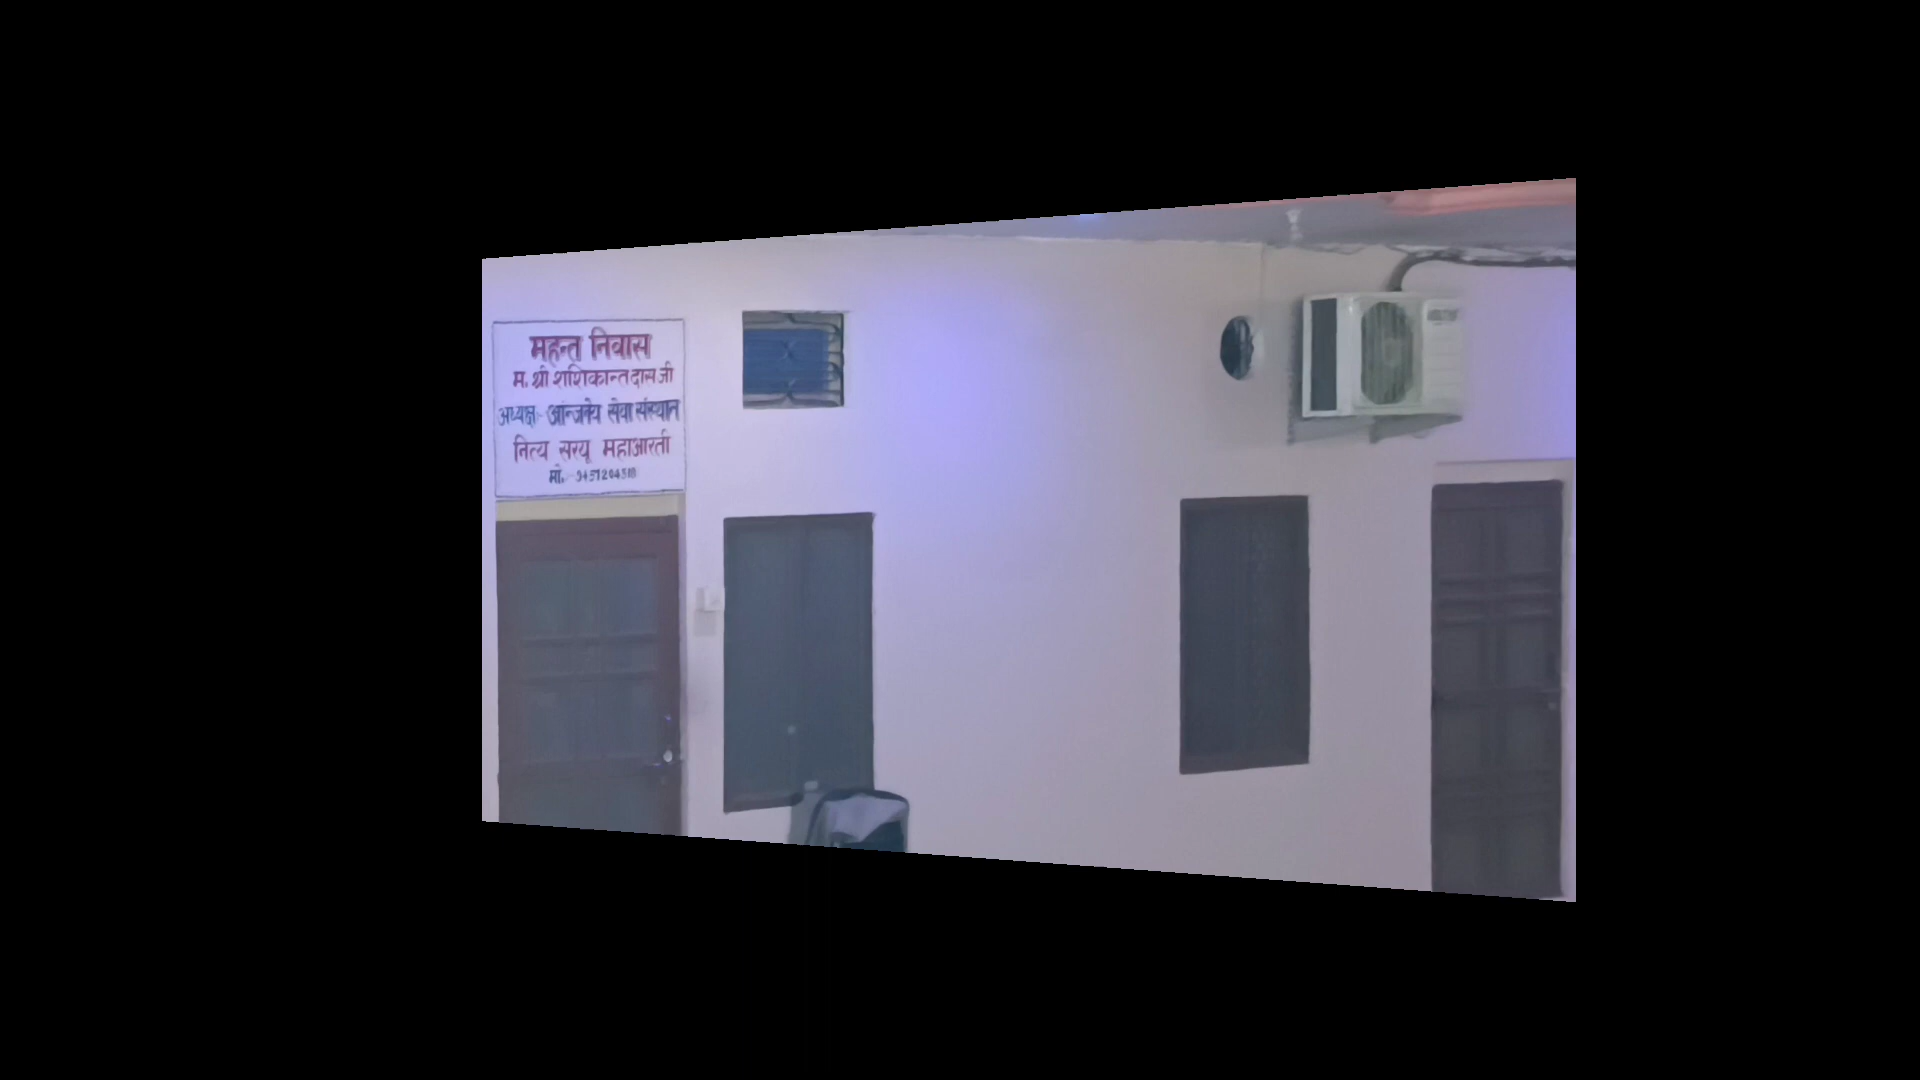 महन्त निवास
म. श्री शशिकान्त दास जी
अध्यक्ष:- आन्जनेय सेवा संस्थान
नित्य सरयू महाआरती
मो.:-